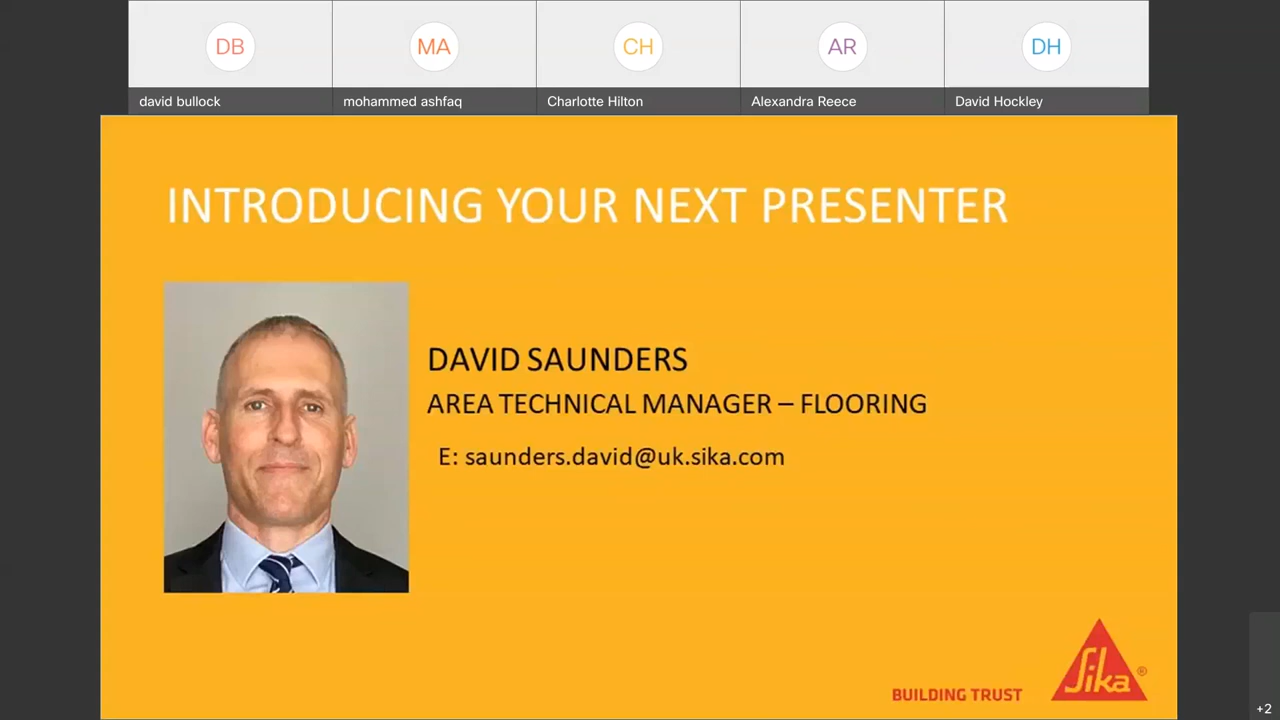 DB
MA
CH
AR
DH
david bullock
mohammed ashfaq
Charlotte Hilton
Alexandra Reece
David Hockley
INTRODUCING YOUR NEXT PRESENTER
DAVID SAUNDERS
AREA TECHNICAL MANAGER – FLOORING
E: saunders.david@uk.sika.com
BUILDING TRUST
Sika®
+2